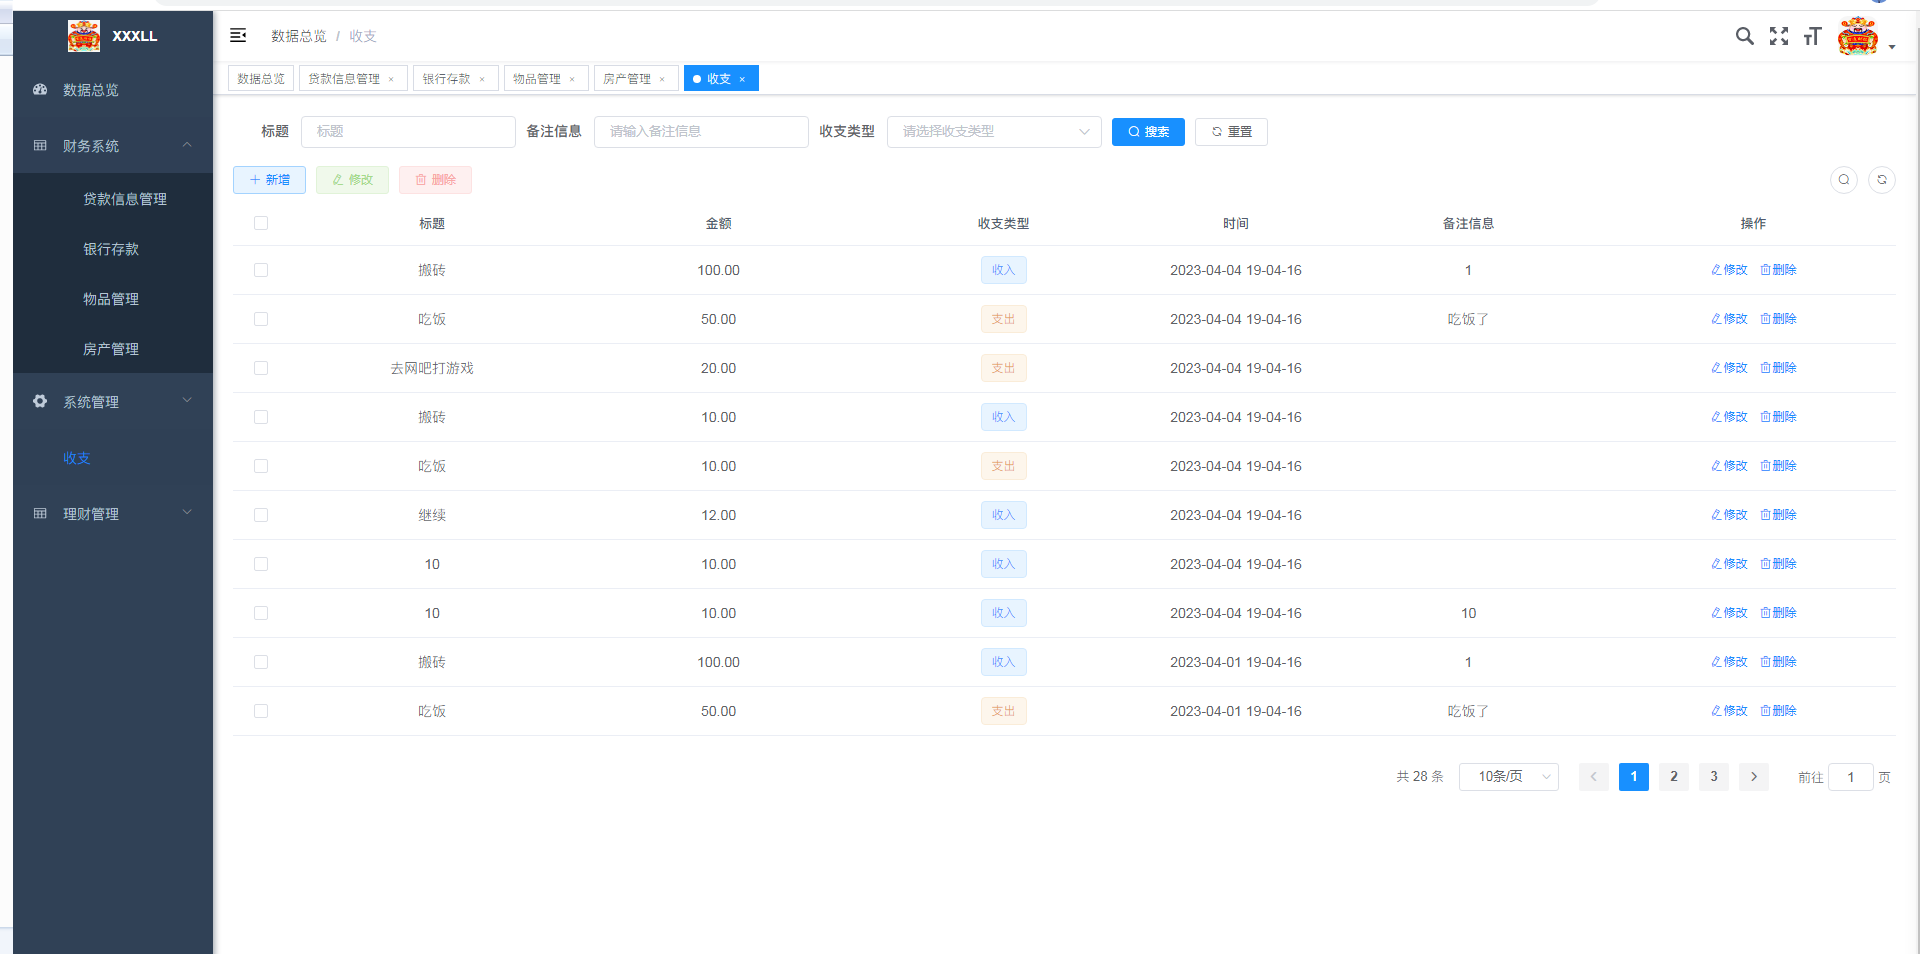 XXXLL
数据总览
财务系统
贷款信息管理
银行存款
物品管理
房产管理
系统管理
收支
理财管理
数据总览 / 收支
数据总览 贷款信息管理 × 银行存款 × 物品管理 × 房产管理 × 收支 ×
标题 标题 备注信息 请输入备注信息 收支类型 请选择收支类型 搜索 重置
新增 修改 删除
标题 金额 收支类型 时间 备注信息 操作
搬砖 100.00 收入 2023-04-04 19-04-16 1 修改 删除
吃饭 50.00 支出 2023-04-04 19-04-16 吃饭了 修改 删除
去网吧打游戏 20.00 支出 2023-04-04 19-04-16 修改 删除
搬砖 10.00 收入 2023-04-04 19-04-16 修改 删除
吃饭 10.00 支出 2023-04-04 19-04-16 修改 删除
继续 12.00 收入 2023-04-04 19-04-16 修改 删除
10 10.00 收入 2023-04-04 19-04-16 修改 删除
10 10.00 收入 2023-04-04 19-04-16 10 修改 删除
搬砖 100.00 收入 2023-04-01 19-04-16 1 修改 删除
吃饭 50.00 支出 2023-04-01 19-04-16 吃饭了 修改 删除
共 28 条 10条/页 1 2 3 前往 1 页